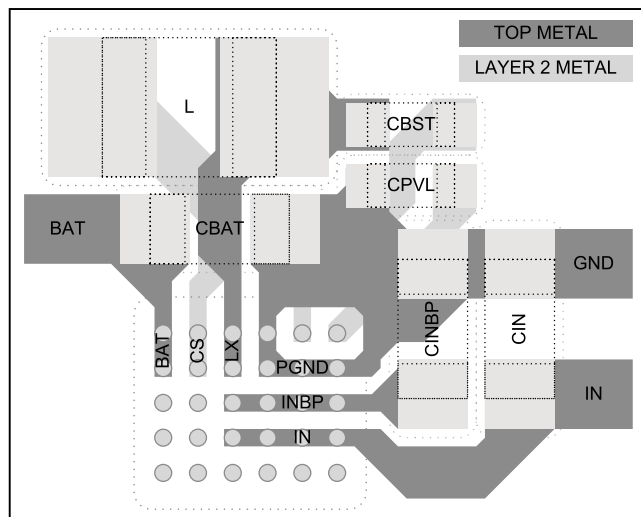 TOP METAL
LAYER 2 METAL
L
CBST
CPVL
BAT
CBAT
GND
CINBP
CIN
BAT
CS
LX
PGND
INBP
IN
IN